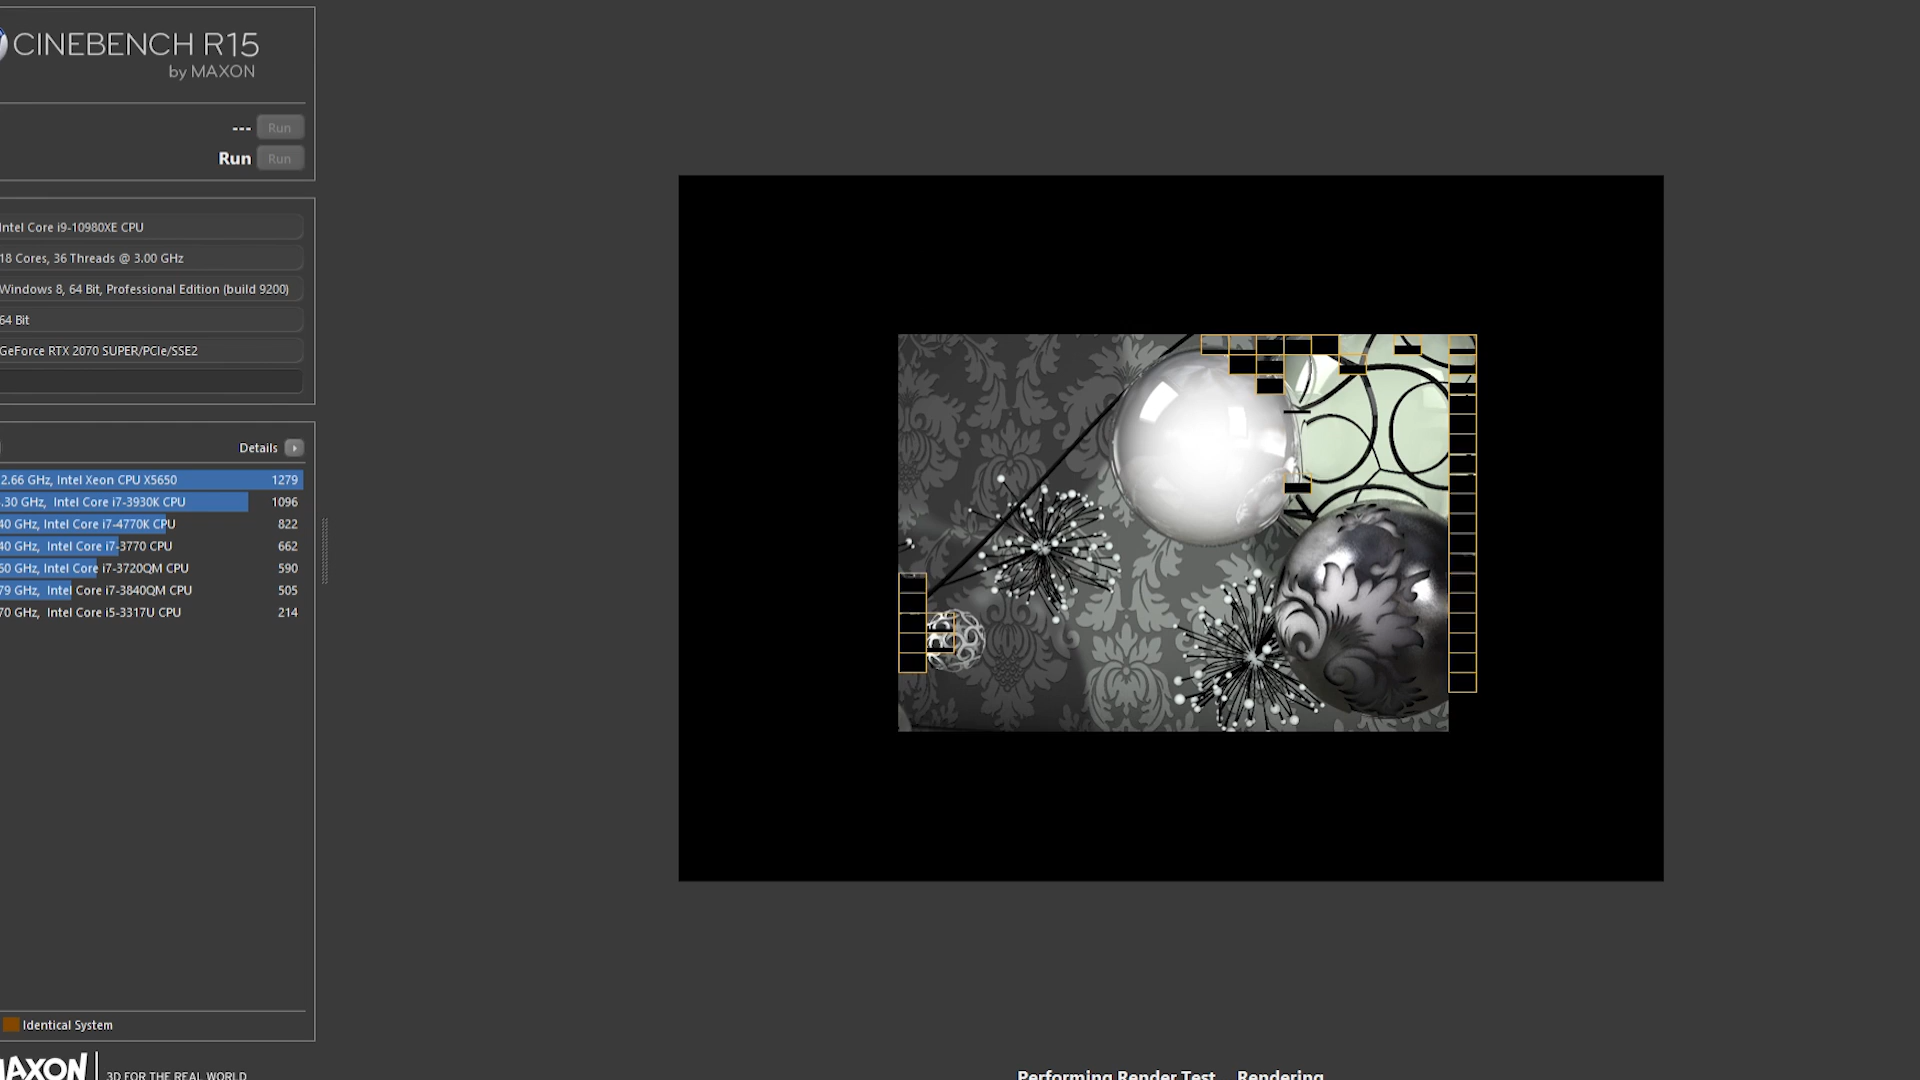 CINEBENCH R15
by MAXON
--- Run
Run Run
Intel Core i9-10980XE CPU
18 Cores, 36 Threads @ 3.00 GHz
Windows 8, 64 Bit, Professional Edition (build 9200)
64 Bit
GeForce RTX 2070 SUPER/PCIe/SSE2
Details
2.66 GHz, Intel Xeon CPU X5650 1279
.30 GHz, Intel Core i7-3930K CPU 1096
40 GHz, Intel Core i7-4770K CPU 822
40 GHz, Intel Core i7-3770 CPU 662
60 GHz, Intel Core i7-3720QM CPU 590
79 GHz, Intel Core i7-3840QM CPU 505
70 GHz, Intel Core i5-3317U CPU 214
Identical System
MAXON 3D FOR THE REAL WORLD
Performing Render Test Rendering